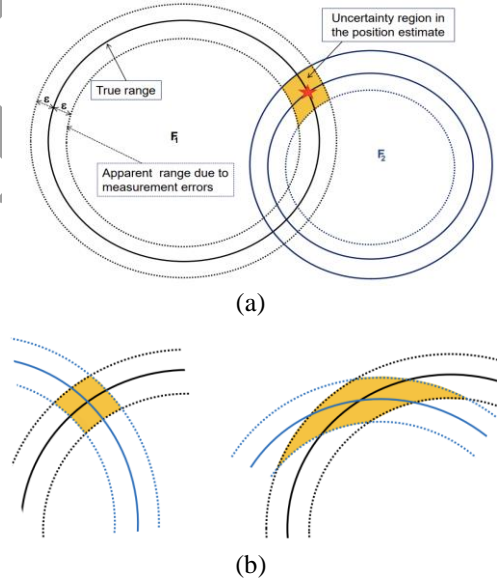 Uncertainty region in
the position estimate
True range
ε ε
F1
F2
Apparent range due to
measurement errors
(a)
(b)